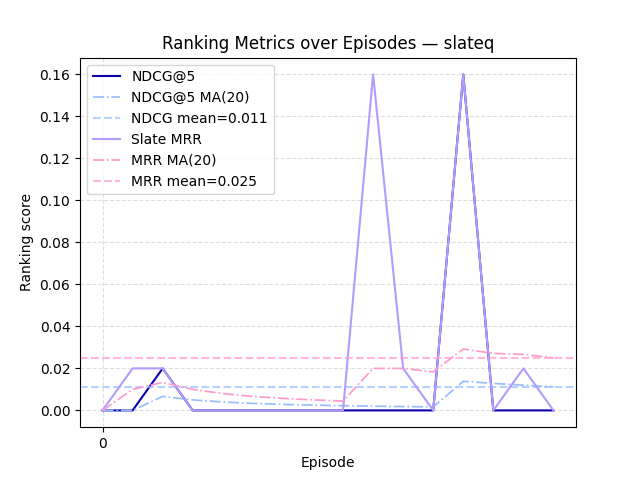 Ranking Metrics over Episodes — slateq
NDCG@5
NDCG@5 MA(20)
NDCG mean=0.011
Slate MRR
MRR MA(20)
MRR mean=0.025
0.16
0.14
0.12
0.10
0.08
0.06
0.04
0.02
0.00
Ranking score
0
Episode